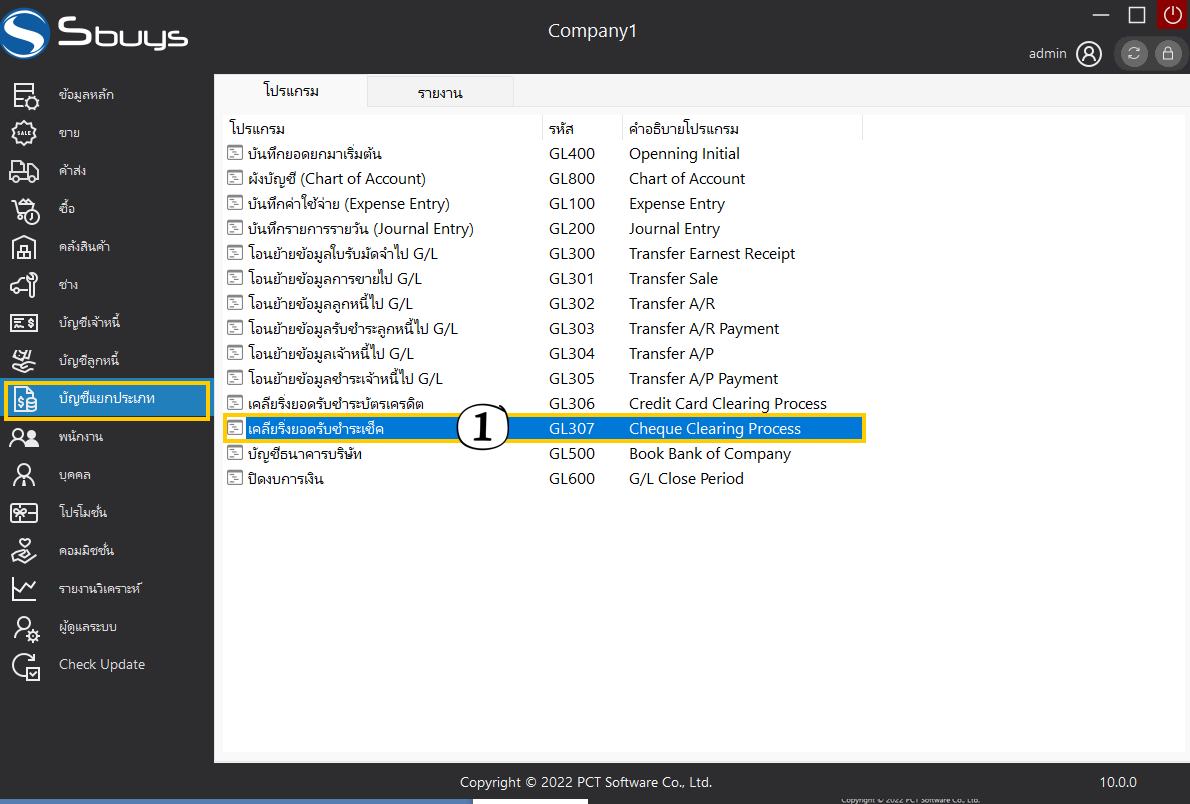 Sbuys
Company1
admin
ข้อมูลหลัก
SALE
ขาย
ค้าส่ง
ซื้อ
คลังสินค้า
ช่าง
บัญชีเจ้าหนี้
บัญชีลูกหนี้
บัญชีแยกประเภท
พนักงาน
บุคคล
โปรโมชั่น
คอมมิชชั่น
รายงานวิเคราะห์
ผู้ดูแลระบบ
Check Update
โปรแกรม รายงาน
โปรแกรม รหัส คำอธิบายโปรแกรม
บันทึกยอดยกมาเริ่มต้น GL400 Openning Initial
ผังบัญชี (Chart of Account) GL800 Chart of Account
บันทึกค่าใช้จ่าย (Expense Entry) GL100 Expense Entry
บันทึกรายการรายวัน (Journal Entry) GL200 Journal Entry
โอนย้ายข้อมูลใบรับมัดจำไป G/L GL300 Transfer Earnest Receipt
โอนย้ายข้อมูลการขายไป G/L GL301 Transfer Sale
โอนย้ายข้อมูลลูกหนี้ไป G/L GL302 Transfer A/R
โอนย้ายข้อมูลรับชำระลูกหนี้ไป G/L GL303 Transfer A/R Payment
โอนย้ายข้อมูลเจ้าหนี้ไป G/L GL304 Transfer A/P
โอนย้ายข้อมูลชำระเจ้าหนี้ไป G/L GL305 Transfer A/P Payment
เคลียริ่งยอดรับชำระบัตรเครดิต GL306 Credit Card Clearing Process
เคลียริ่งยอดรับชำระเช็ค 1 GL307 Cheque Clearing Process
บัญชีธนาคารบริษัท GL500 Book Bank of Company
ปิดงบการเงิน GL600 G/L Close Period
Copyright © 2022 PCT Software Co., Ltd. 10.0.0
Copyright © 2022 PCT Software Co., Ltd.